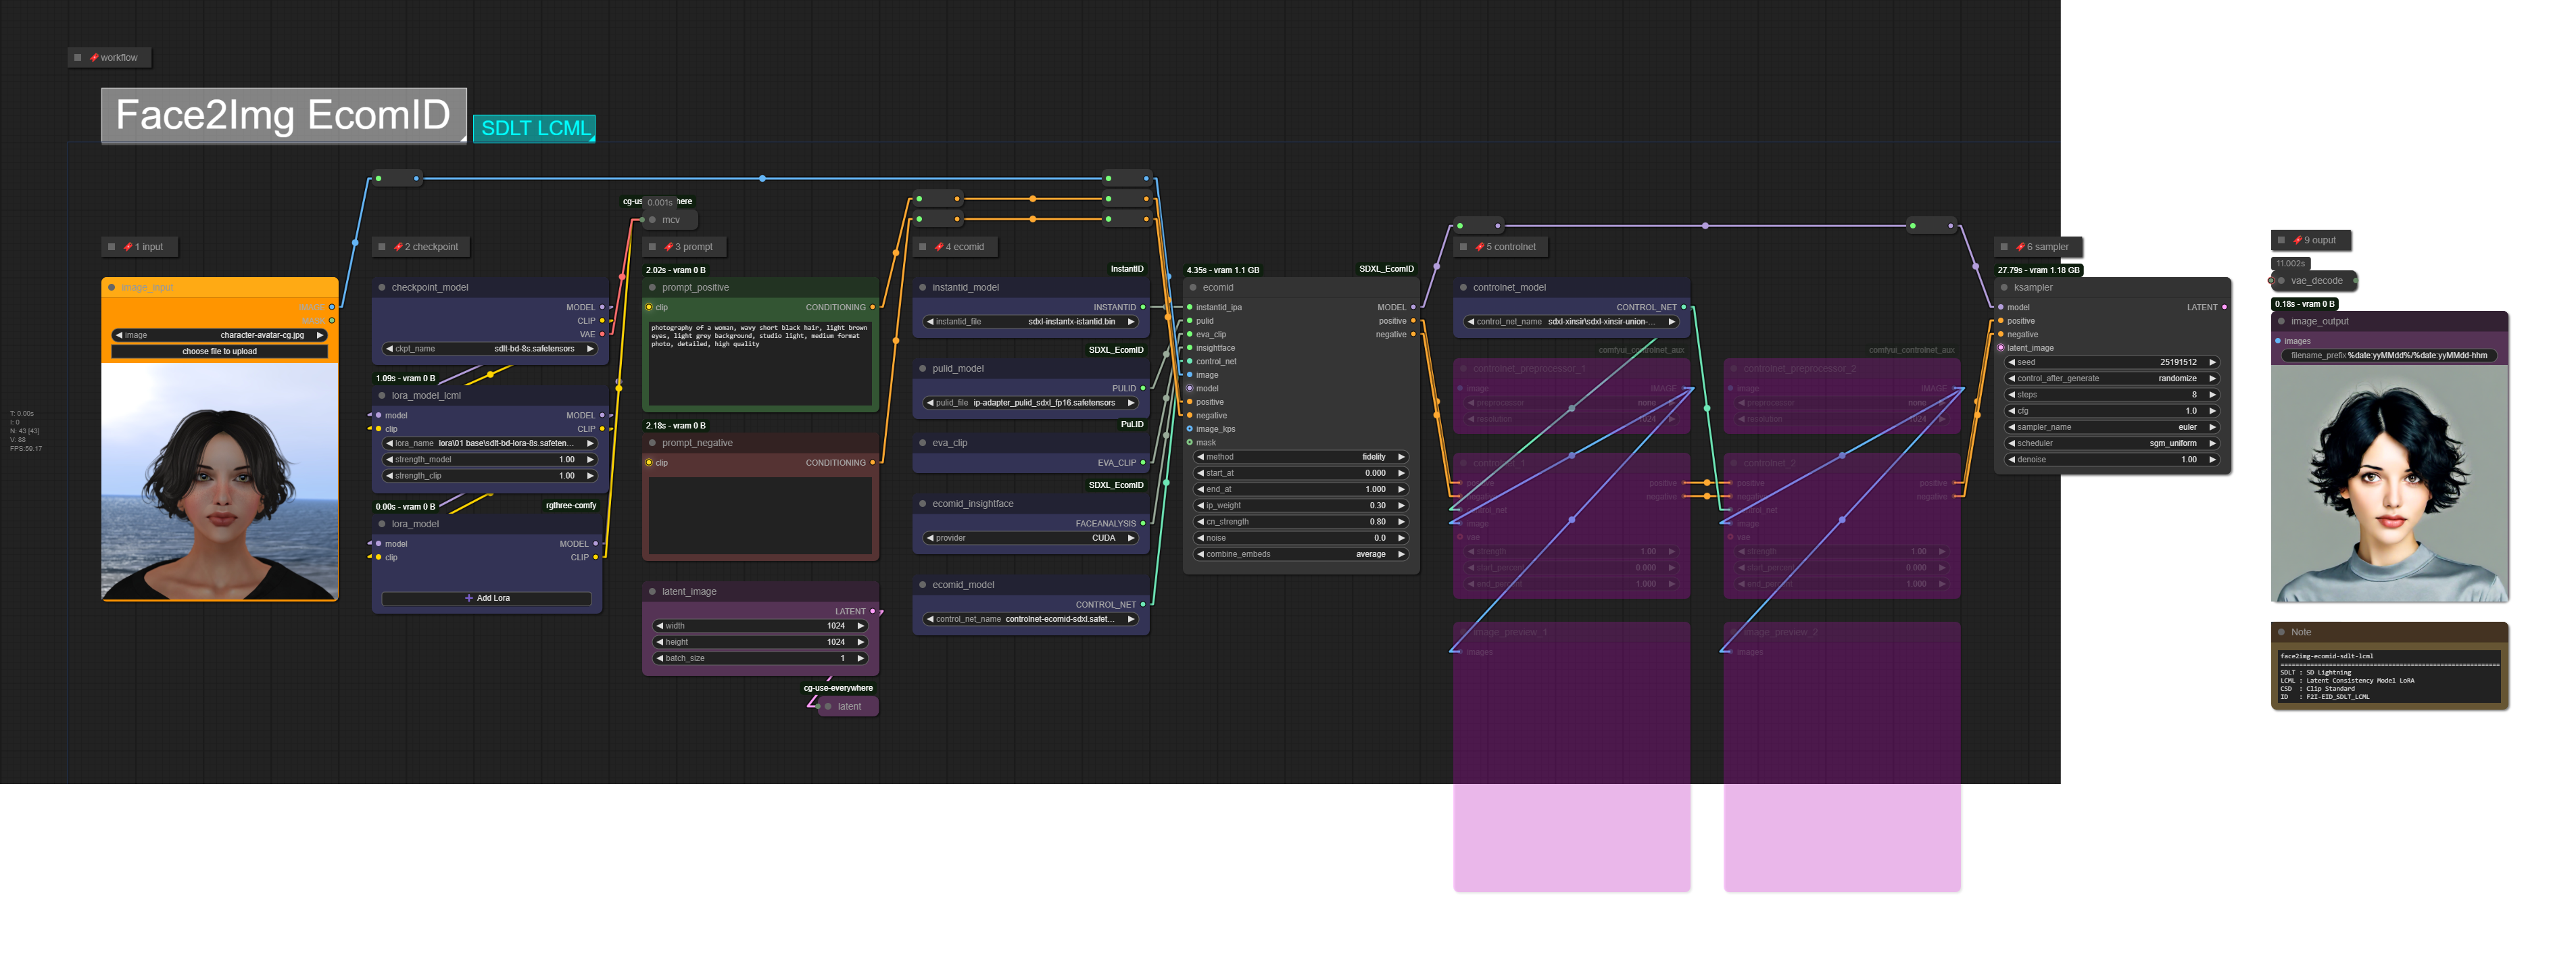 workflow
Face2Img EcomID
SDLT LCML
1 input
image_input
IMAGE
image character-avatar-cg.jpg
choose file to upload
T: 0.00s
I: 0
N: 43 [43]
V: 88
FPS:59.17
2 checkpoint
checkpoint_model
MODEL
CLIP
VAE
ckpt_name sdlt-bd-8s.safetensors
1.09s - vram 0 B
lora_model_lcml
model MODEL
clip CLIP
lora_name lora\01 base\sdlt-bd-lora-8s.safeten...
strength_model 1.00
strength_clip 1.00
0.00s - vram 0 B
rgthree-comfy
lora_model
model MODEL
clip CLIP
Add Lora
0.001s
mcv
3 prompt
2.02s - vram 0 B
prompt_positive
clip CONDITIONING
photography of a woman, wavy short black hair, light brown
eyes, light grey background, studio light, medium format
photo, detailed, high quality
2.18s - vram 0 B
prompt_negative
clip CONDITIONING
latent_image
LATENT
width 1024
height 1024
batch_size 1
cg-use-everywhere
latent
4 ecomid
InstantID
instantid_model
INSTANTID
instantid_file sdxl-instantx-istantid.bin
SDXL_EcomID
pulid_model
PULID
pulid_file ip-adapter_pulid_sdxl_fp16.safetensors
PuLID
eva_clip
EVA_CLIP
SDXL_EcomID
ecomid_insightface
FACEANALYSIS
provider CUDA
ecomid_model
CONTROL_NET
control_net_name controlnet-ecomid-sdxl.safet...
4.35s - vram 1.1 GB
SDXL_EcomID
ecomid
instantid_ipa MODEL
pulid positive
eva_clip negative
insightface
control_net
image
model
positive
negative
image_kps
mask
method fidelity
start_at 0.000
end_at 1.000
ip_weight 0.30
cn_strength 0.80
noise 0.0
combine_embeds average
5 controlnet
controlnet_model
CONTROL_NET
control_net_name sdxl-xinsir\sdxl-xinsir-union-...
comfyui_controlnet_aux
controlnet_preprocessor_1
image IMAGE
preprocessor none
resolution 1024
controlnet_1
positive positive
negative negative
control_net
image
vae
strength 1.00
start_percent 0.000
end_percent 1.000
image_preview_1
images
comfyui_controlnet_aux
controlnet_preprocessor_2
image IMAGE
preprocessor none
resolution 1024
controlnet_2
positive positive
negative negative
control_net
image
vae
strength 1.00
start_percent 0.000
end_percent 1.000
image_preview_2
images
6 sampler
27.79s - vram 1.18 GB
ksampler
model LATENT
positive
negative
latent_image
seed 25191512
control_after_generate randomize
steps 8
cfg 1.0
sampler_name euler
scheduler sgm_uniform
denoise 1.00
9 ouput
11.002s
vae_decode
0.18s - vram 0 B
image_output
images
filename_prefix %date:yyMMdd%/%date:yyMMdd-hhm
Note
face2img-ecomid-sdlt-lcml
SDLT : SD Lightning
LCML : Latent Consistency Model LoRA
CSD : Clip Standard
ID : F2I-EID_SDLT_LCML